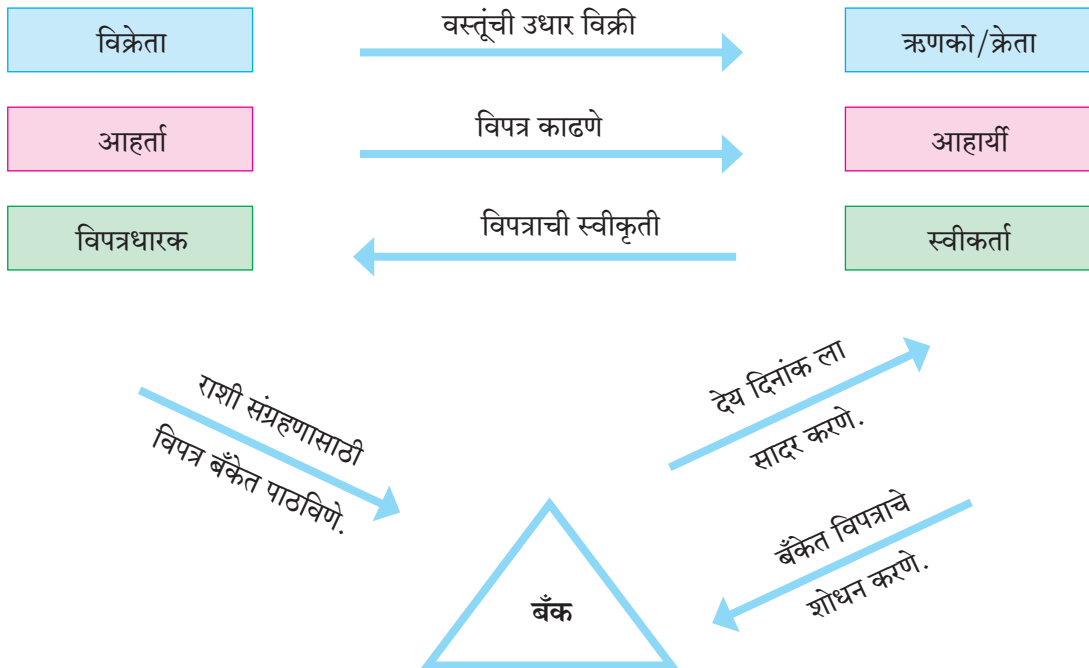 विक्रेता
वस्तूंची उधार विक्री
ऋणको/क्रेता
आहर्ता
विपत्र काढणे
आहार्यी
विपत्रधारक
विपत्राची स्वीकृती
स्वीकर्ता
राशी संग्रहणासाठी
विपत्र बँकेत पाठविणे.
देय दिनांक ला
सादर करणे.
बँकेत विपत्राचे
शोधन करणे.
बँक